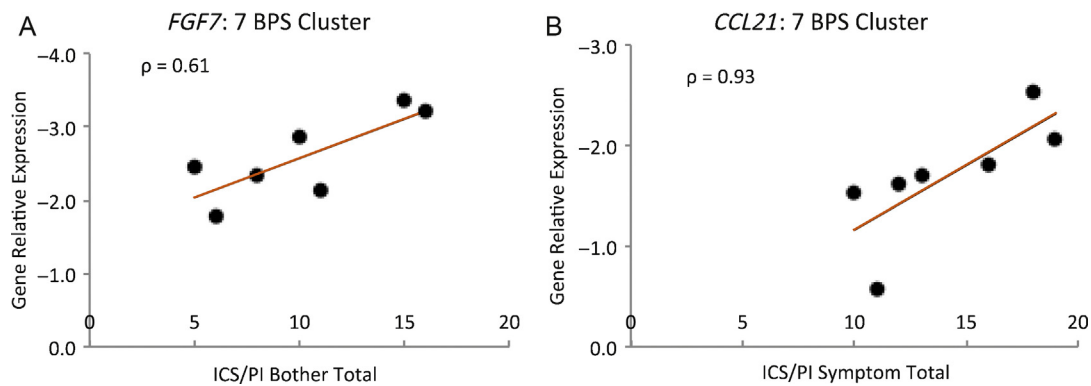 A
FGF7: 7 BPS Cluster
ρ = 0.61
Gene Relative Expression
–4.0
–3.0
–2.0
–1.0
0.0
0 5 10 15 20
ICS/PI Bother Total
B
CCL21: 7 BPS Cluster
ρ = 0.93
Gene Relative Expression
–3.0
–2.0
–1.0
0.0
0 5 10 15 20
ICS/PI Symptom Total